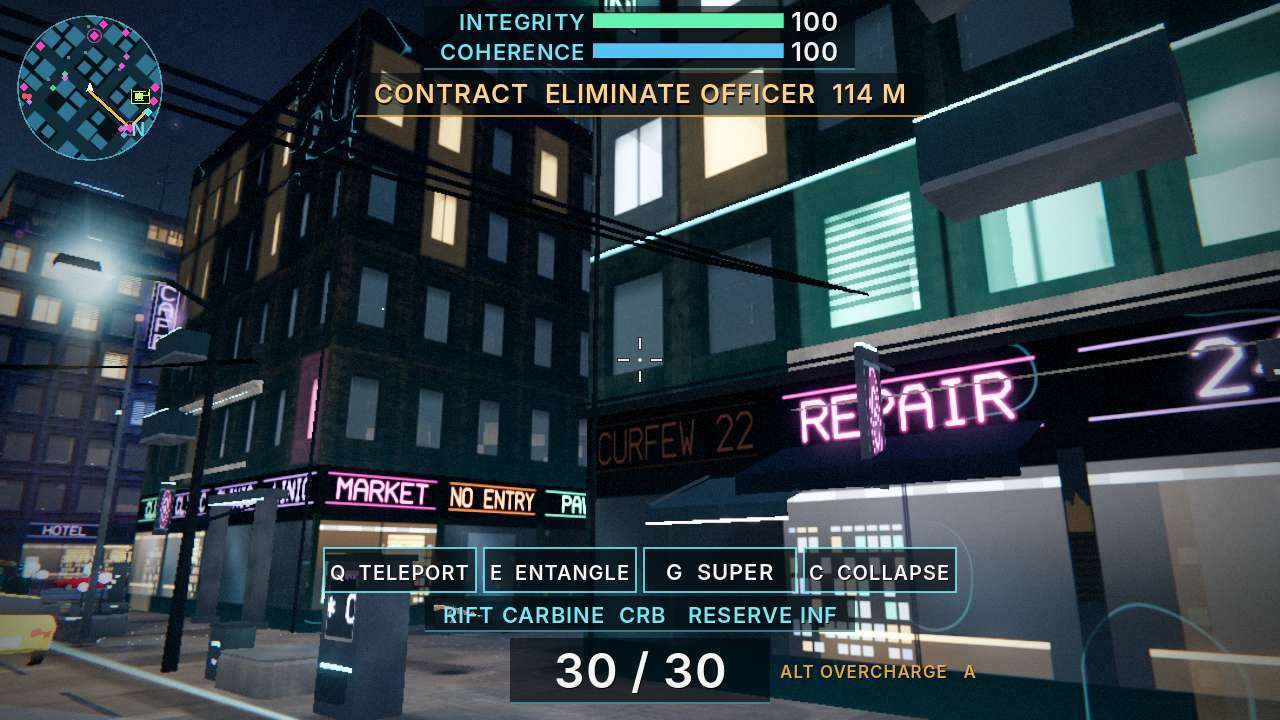 INTEGRITY 100
COHERENCE 100
CONTRACT ELIMINATE OFFICER 114 M
N
REPAIR
CURFEW 22
MARKET
NO ENTRY
HOTEL
Q TELEPORT
E ENTANGLE
G SUPER
C COLLAPSE
RIFT CARBINE CRB RESERVE INF
30 / 30
ALT OVERCHARGE A